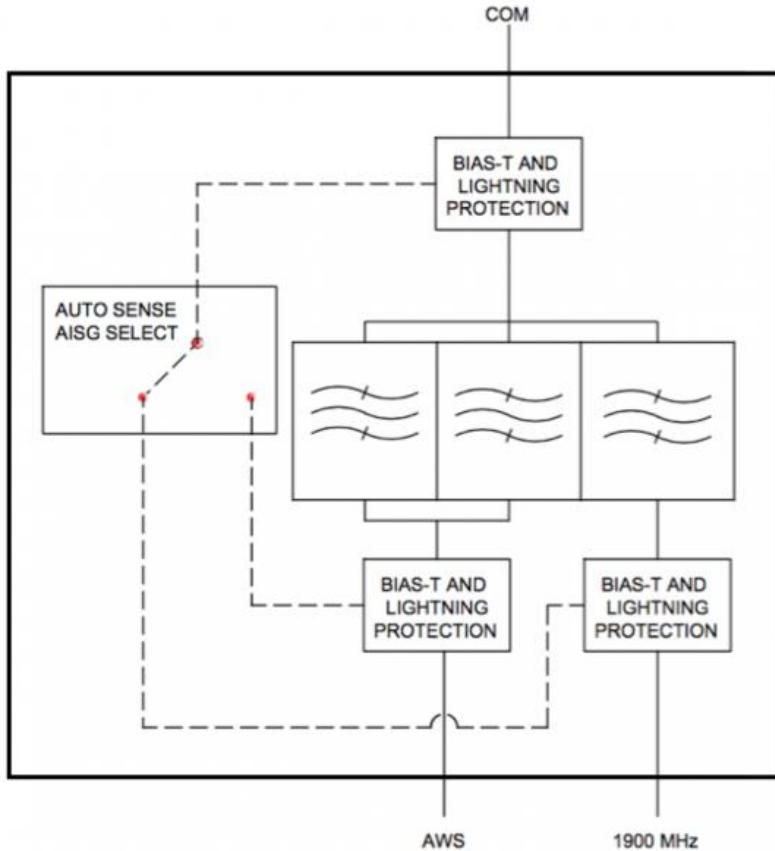 COM
BIAS-T AND
LIGHTNING
PROTECTION
AUTO SENSE
AISG SELECT
BIAS-T AND
LIGHTNING
PROTECTION
BIAS-T AND
LIGHTNING
PROTECTION
AWS
1900 MHz